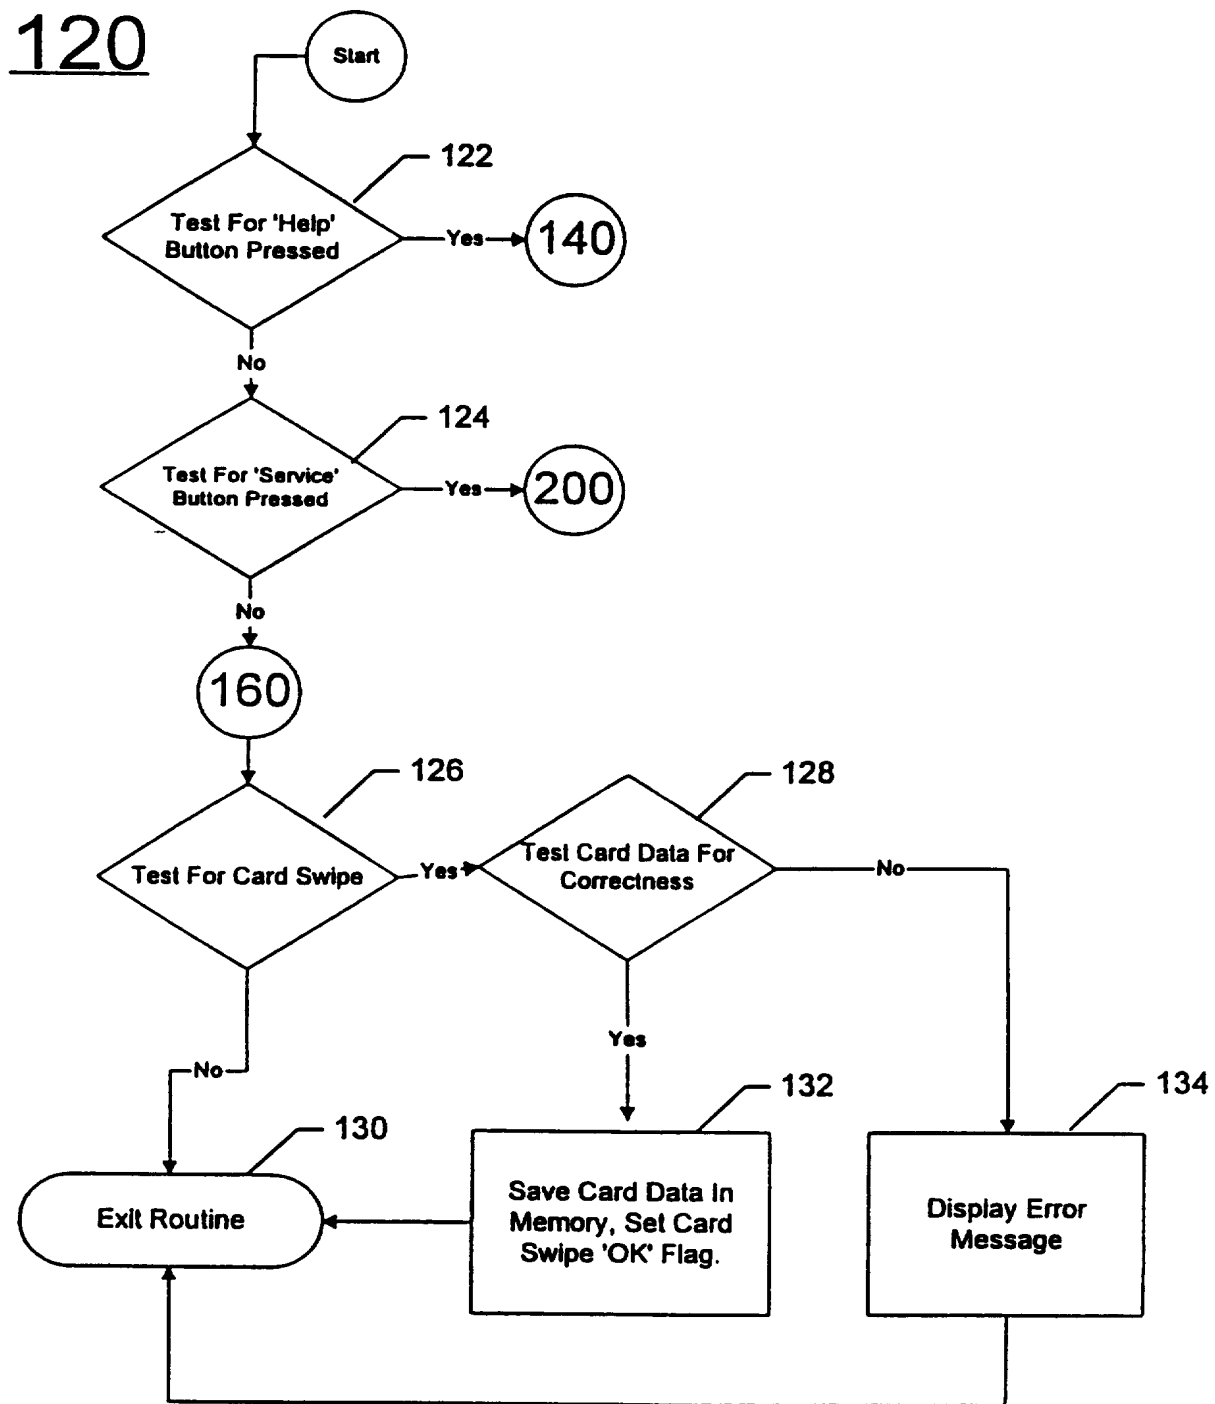 120
Start
122
Test For 'Help'
Button Pressed
Yes
140
No
124
Test For 'Service'
Button Pressed
Yes
200
No
160
126
128
Test For Card Swipe
Yes
Test Card Data For
Correctness
No
Yes
No
130
132
134
Exit Routine
Save Card Data In
Memory, Set Card
Swipe 'OK' Flag.
Display Error
Message